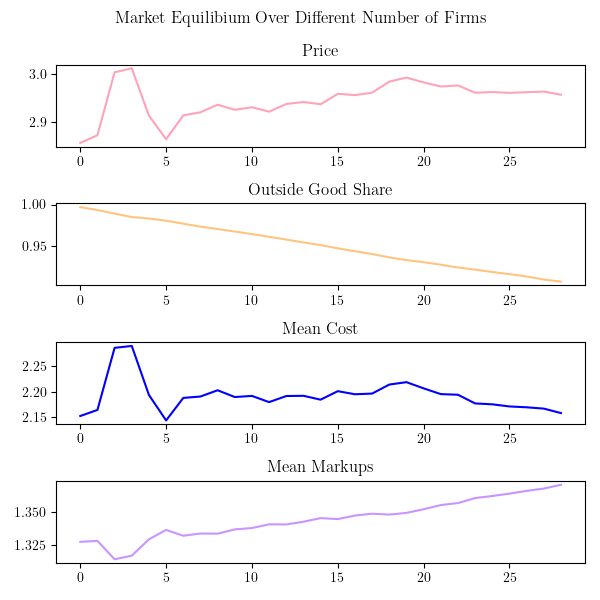 Market Equilibium Over Different Number of Firms
Price
3.0
2.9
0 5 10 15 20 25
Outside Good Share
1.00
0.95
0 5 10 15 20 25
Mean Cost
2.25
2.20
2.15
0 5 10 15 20 25
Mean Markups
1.350
1.325
0 5 10 15 20 25